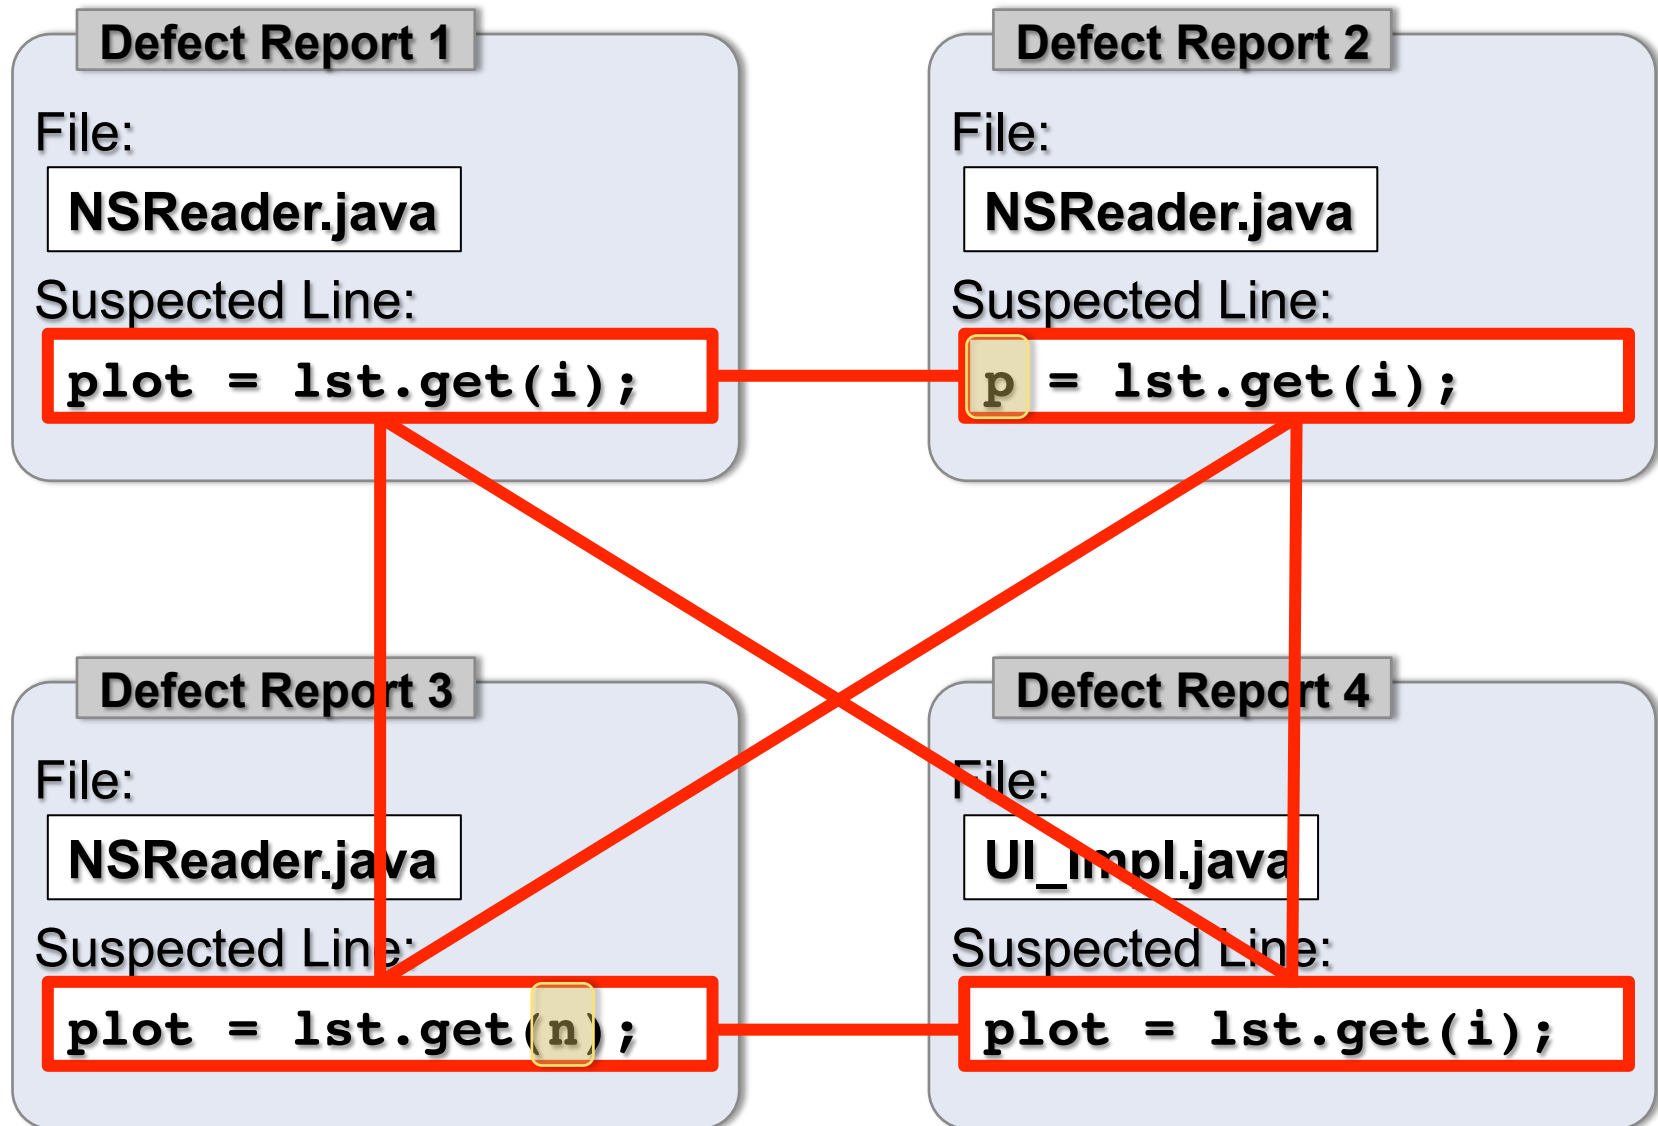 Defect Report 1
File:
NSReader.java
Suspected Line:
plot = lst.get(i);
Defect Report 2
File:
NSReader.java
Suspected Line:
p = lst.get(i);
Defect Report 3
File:
NSReader.java
Suspected Line:
plot = lst.get(n);
Defect Report 4
File:
UI_Impl.java
Suspected Line:
plot = lst.get(i);